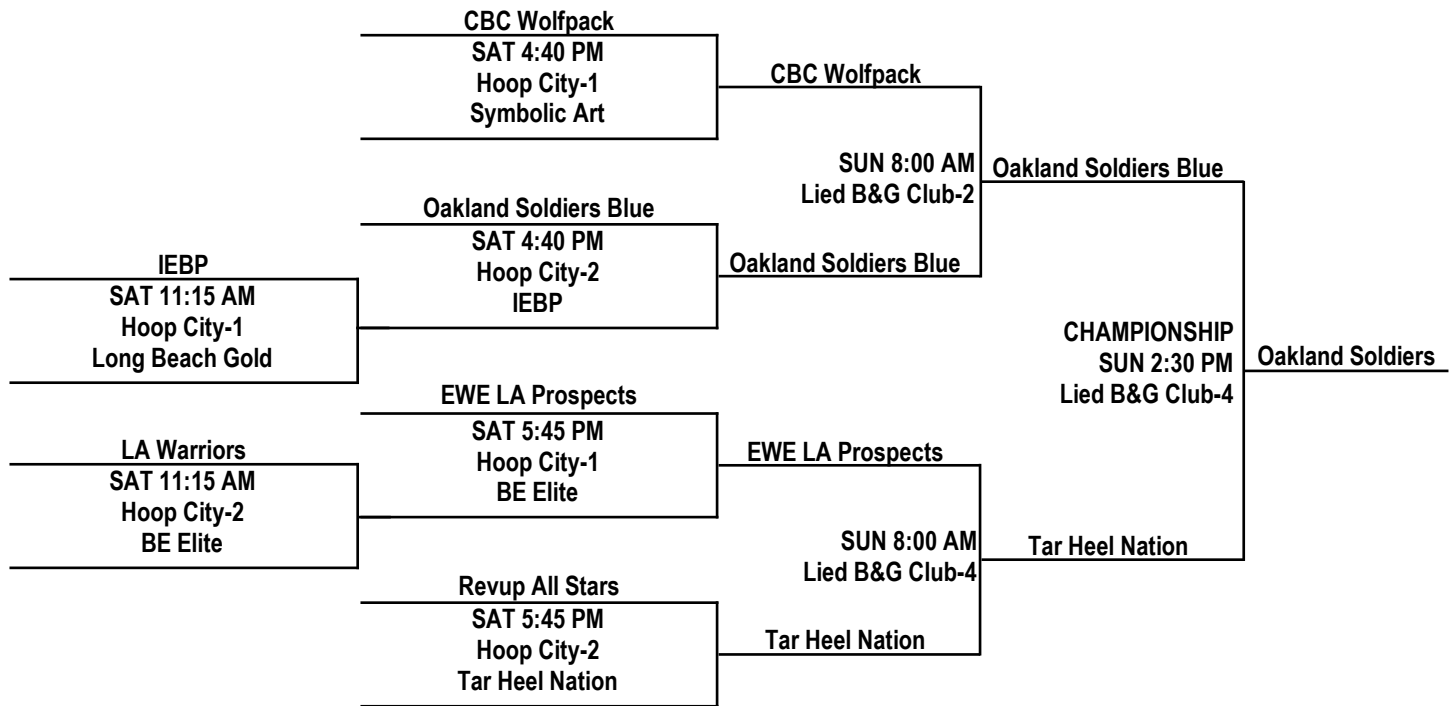 CBC Wolfpack
SAT 4:40 PM
Hoop City-1
Symbolic Art
CBC Wolfpack
SUN 8:00 AM
Lied B&G Club-2
Oakland Soldiers Blue
Oakland Soldiers Blue
SAT 4:40 PM
Hoop City-2
IEBP
Oakland Soldiers Blue
IEBP
SAT 11:15 AM
Hoop City-1
Long Beach Gold
CHAMPIONSHIP
SUN 2:30 PM
Lied B&G Club-4
Oakland Soldiers
EWE LA Prospects
SAT 5:45 PM
Hoop City-1
BE Elite
EWE LA Prospects
LA Warriors
SAT 11:15 AM
Hoop City-2
BE Elite
SUN 8:00 AM
Lied B&G Club-4
Tar Heel Nation
Revup All Stars
SAT 5:45 PM
Hoop City-2
Tar Heel Nation
Tar Heel Nation